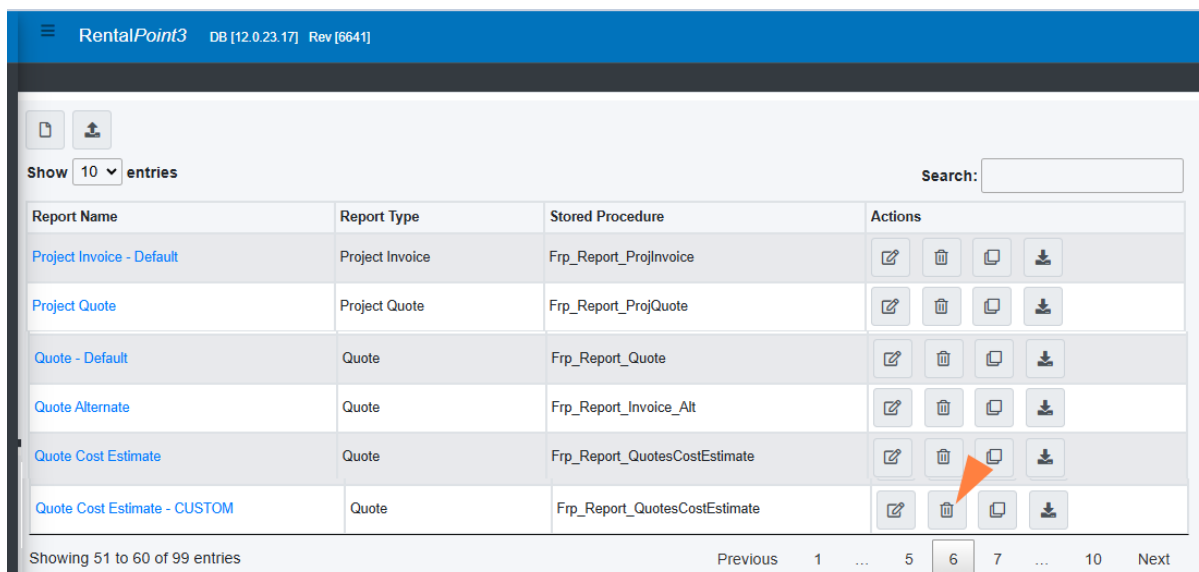 RentalPoint3 DB [12.0.23.17] Rev [6641]
Show 10 entries Search:
Report Name Report Type Stored Procedure Actions
Project Invoice - Default Project Invoice Frp_Report_ProjInvoice
Project Quote Project Quote Frp_Report_ProjQuote
Quote - Default Quote Frp_Report_Quote
Quote Alternate Quote Frp_Report_Invoice_Alt
Quote Cost Estimate Quote Frp_Report_QuotesCostEstimate
Quote Cost Estimate - CUSTOM Quote Frp_Report_QuotesCostEstimate
Showing 51 to 60 of 99 entries Previous 1 ... 5 6 7 ... 10 Next